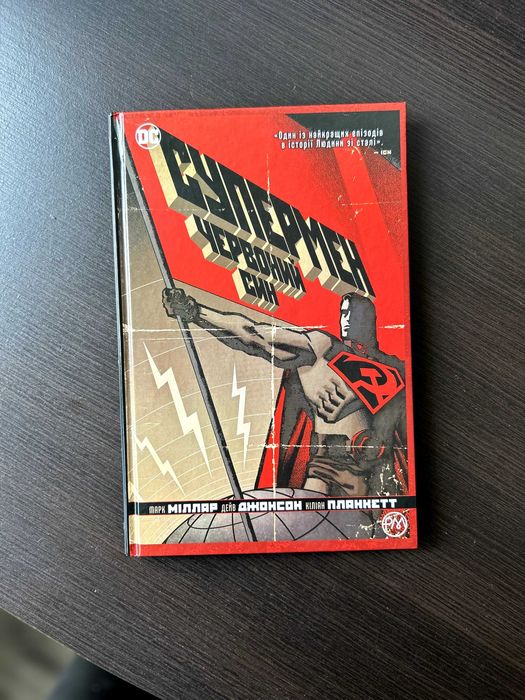 DC
«Один із найкращих епізодів
в історії Людини зі сталі».
— IGN
СУПЕРМЕН
ЧЕРВОНИЙ
СИН
МАРК МІЛЛАР ДЕЙВ ДЖОНСОН КІЛІАН ПЛАНКЕТТ
РМ